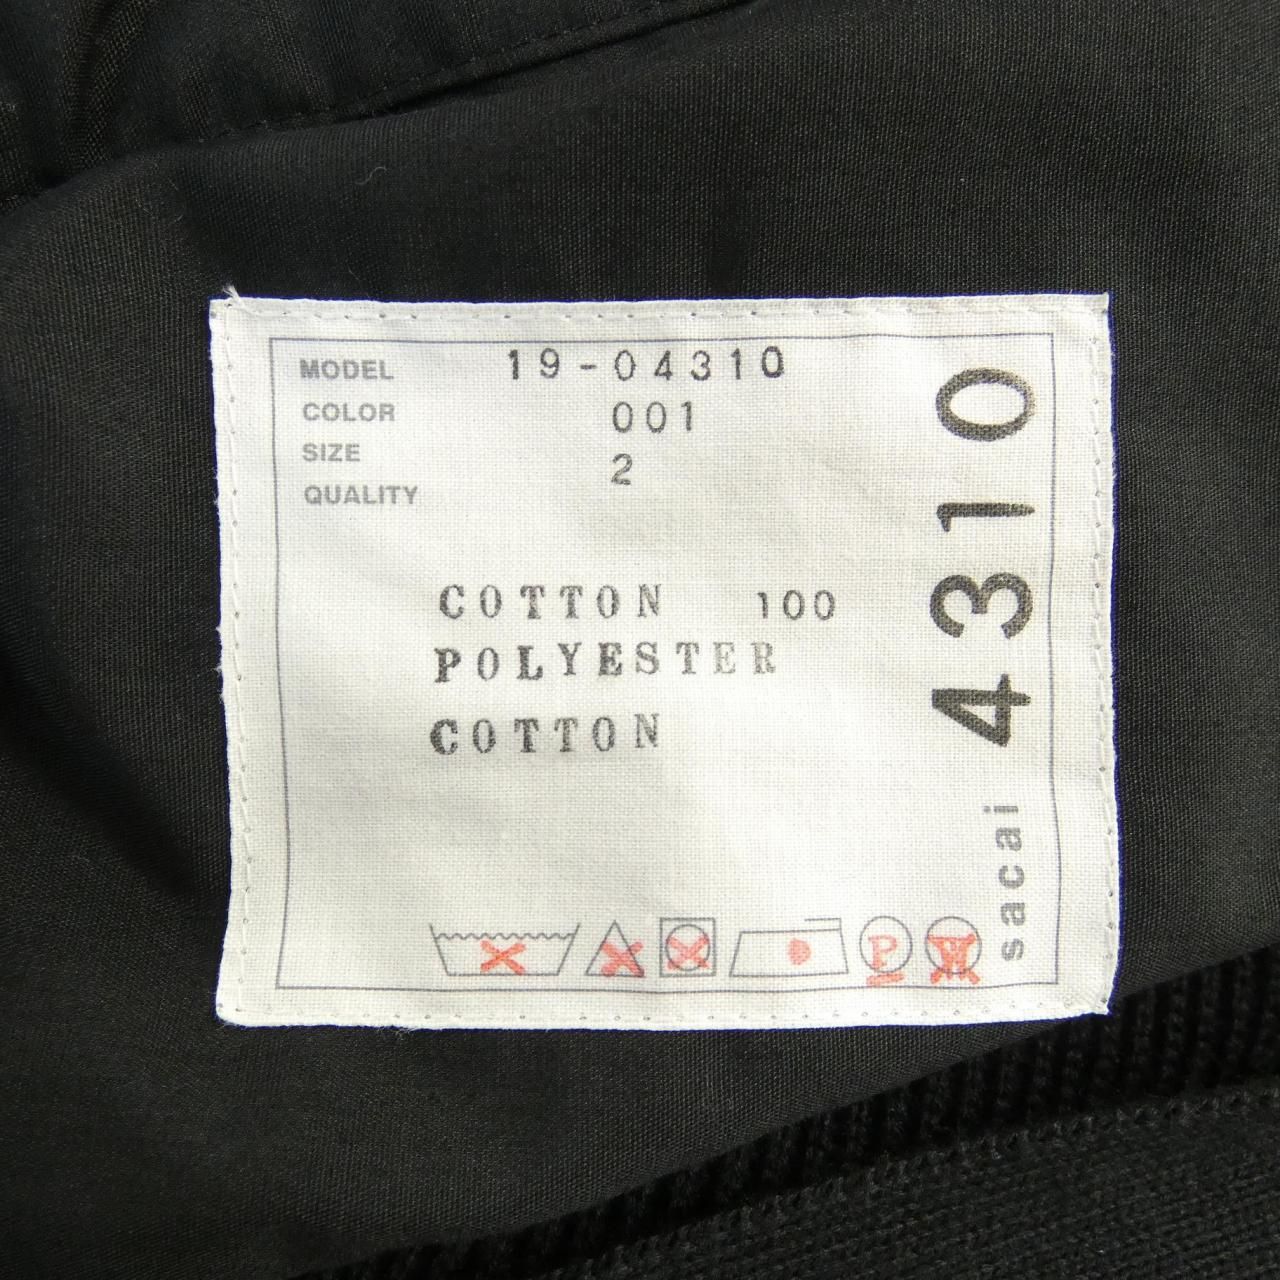 MODEL 19-04310
COLOR 001
SIZE 2
QUALITY
COTTON 100
POLYESTER
COTTON
P
W
sacai 4310